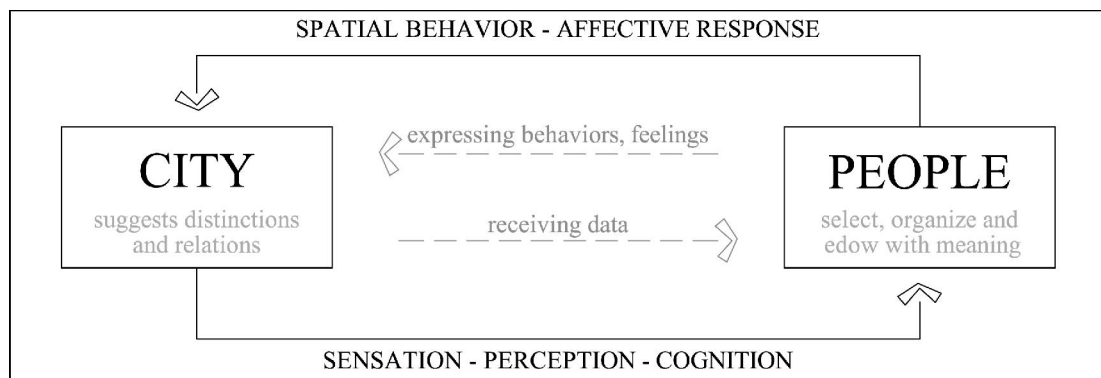 SPATIAL BEHAVIOR - AFFECTIVE RESPONSE
expressing behaviors, feelings
CITY
suggests distinctions
and relations
receiving data
PEOPLE
select, organize and
edow with meaning
SENSATION - PERCEPTION - COGNITION